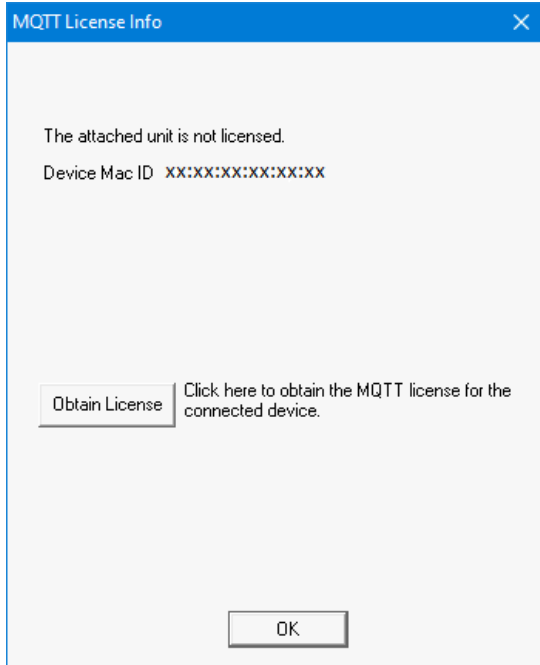 MQTT License Info
The attached unit is not licensed.
Device Mac ID xx:xx:xx:xx:xx:xx
Obtain License
Click here to obtain the MQTT license for the
connected device.
OK